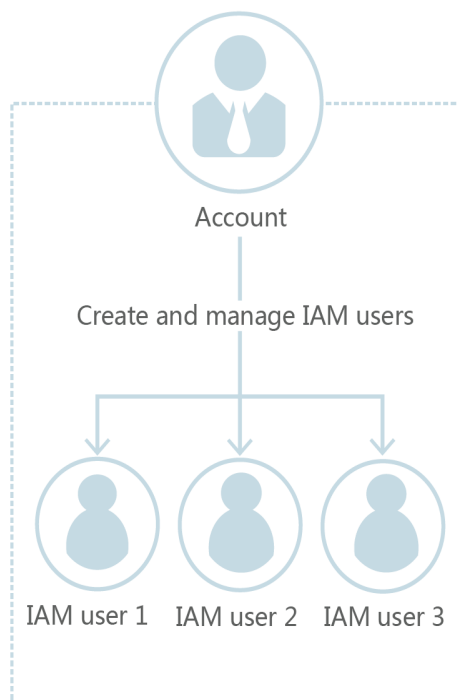 Account
Create and manage IAM users
IAM user 1
IAM user 2
IAM user 3